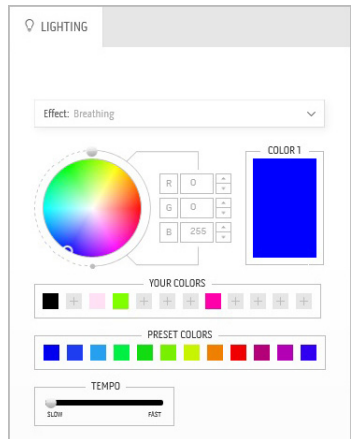 LIGHTING
Effect: Breathing
COLOR 1
R 0
G 0
B 255
YOUR COLORS
PRESET COLORS
TEMPO
SLOW FAST